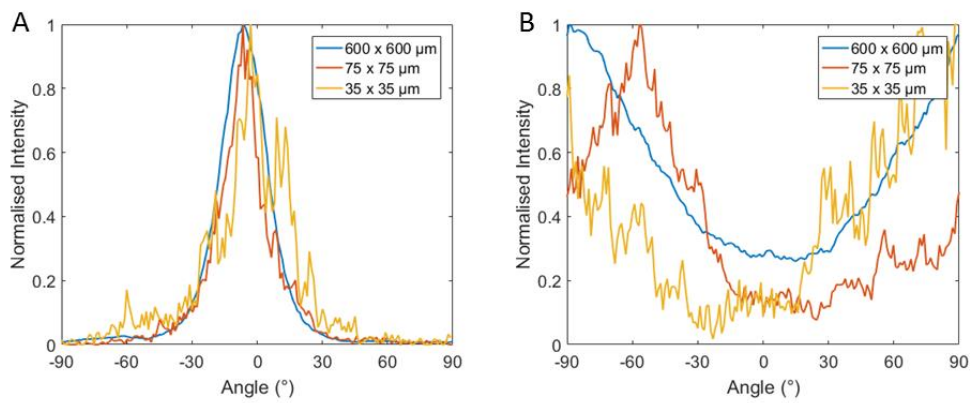 A
Normalised Intensity
1
0.8
0.6
0.4
0.2
0
-90 -60 -30 0 30 60 90
Angle (°)
600 x 600 µm
75 x 75 µm
35 x 35 µm
B
Normalised Intensity
1
0.8
0.6
0.4
0.2
0
-90 -60 -30 0 30 60 90
Angle (°)
600 x 600 µm
75 x 75 µm
35 x 35 µm